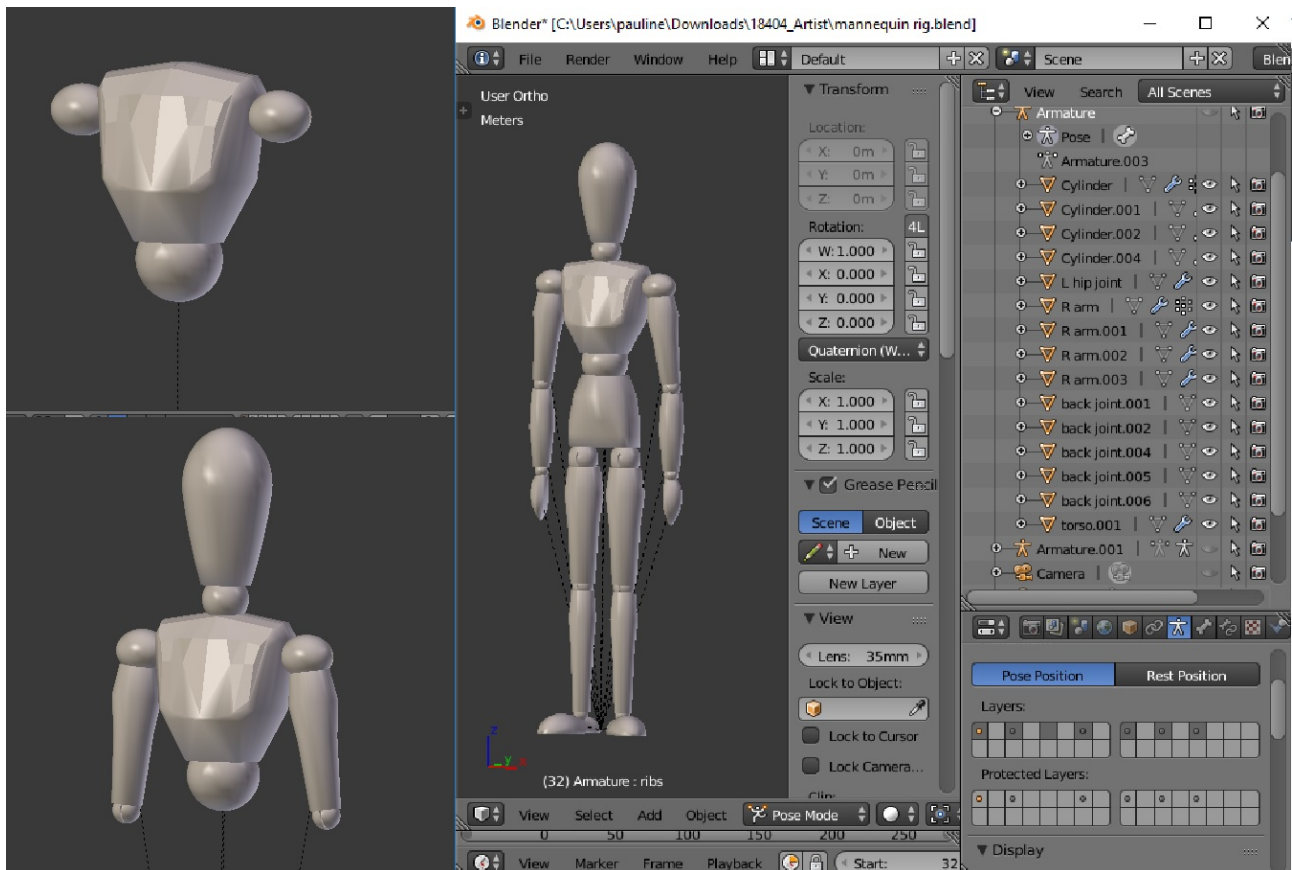 Blender* [C:\Users\pauline\Downloads\18404_Artist\mannequin rig.blend]
File Render Window Help Default Scene Blen
User Ortho
Meters
(32) Armature : ribs
View Select Add Object Pose Mode
0 50 100 150 200 250
View Marker Frame Playback Start: 32
Transform
Location:
X: 0m
Y: 0m
Z: 0m
Rotation: 4L
W: 1.000
X: 0.000
Y: 0.000
Z: 0.000
Quaternion (W...
Scale:
X: 1.000
Y: 1.000
Z: 1.000
Grease Pencil
Scene Object
New
New Layer
View
Lens: 35mm
Lock to Object:
Lock to Cursor
Lock Camera...
Clip:
View Search All Scenes
Armature
Pose
Armature.003
Cylinder
Cylinder.001
Cylinder.002
Cylinder.004
L hip joint
R arm
R arm.001
R arm.002
R arm.003
back joint.001
back joint.002
back joint.004
back joint.005
back joint.006
torso.001
Armature.001
Camera
Pose Position Rest Position
Layers:
Protected Layers:
Display
z
y x